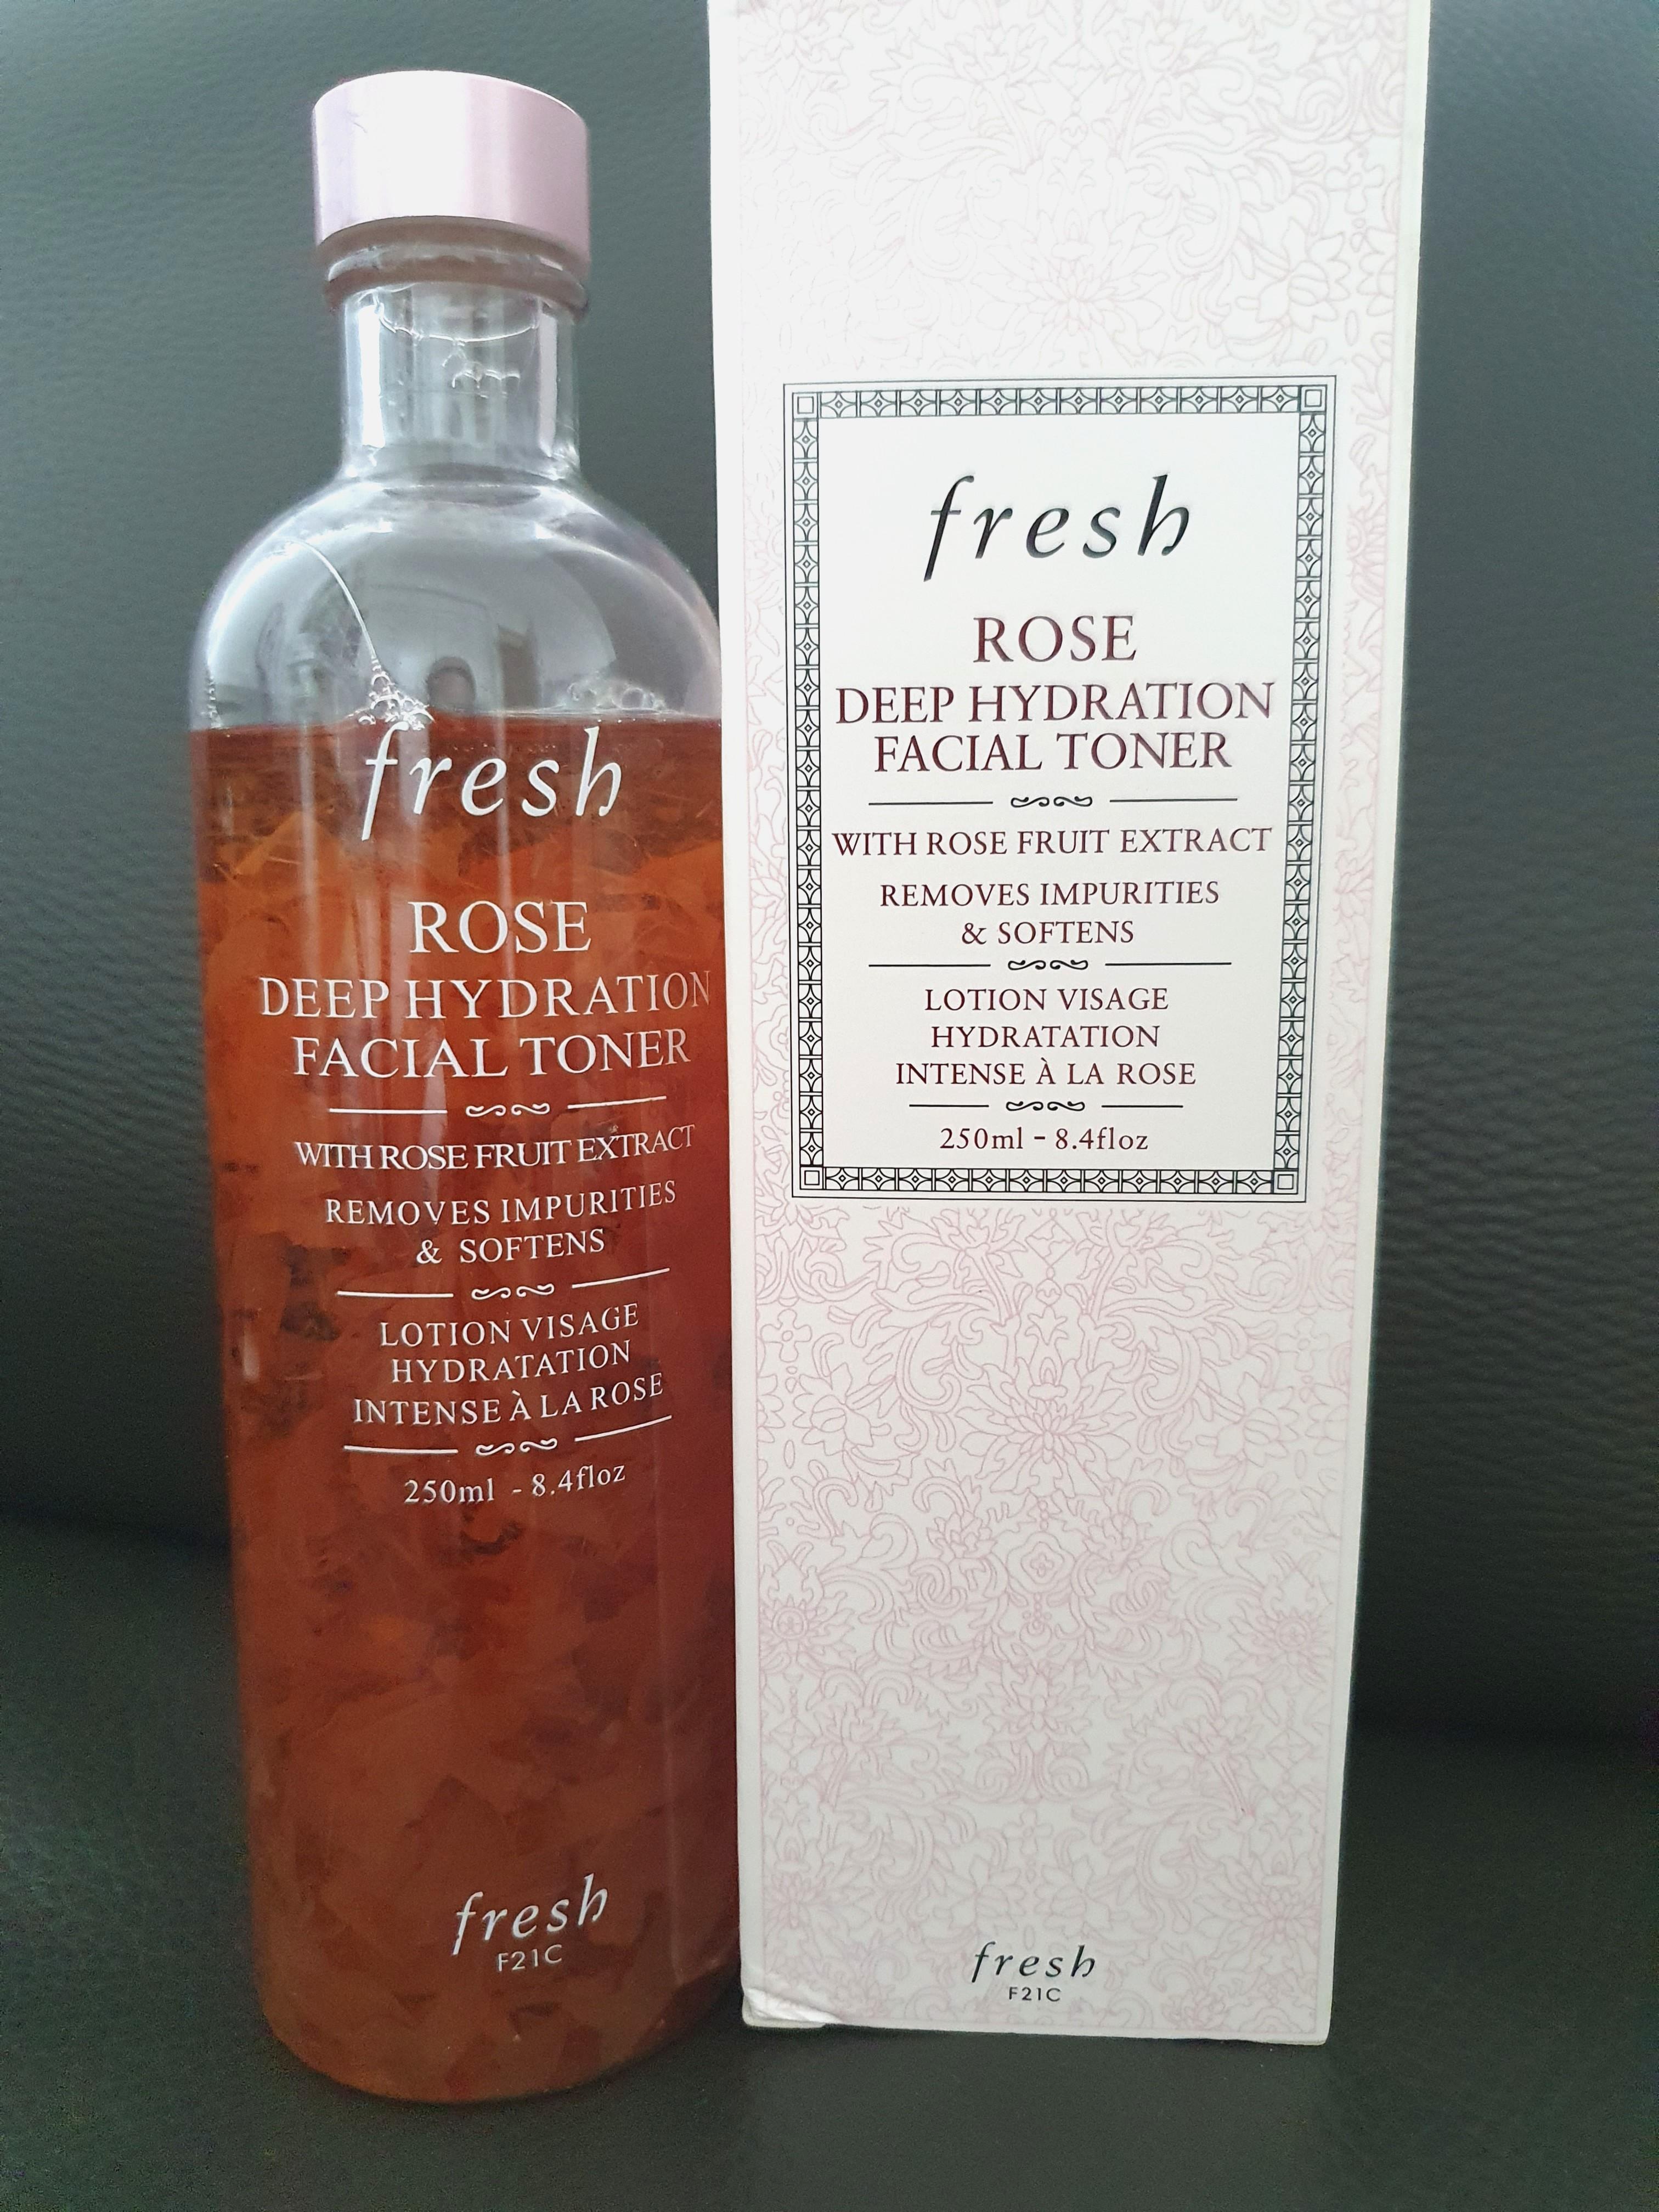 fresh
ROSE
DEEP HYDRATION
FACIAL TONER
WITH ROSE FRUIT EXTRACT
REMOVES IMPURITIES
& SOFTENS
LOTION VISAGE
HYDRATATION
INTENSE À LA ROSE
250ml - 8.4floz
fresh
F21C
fresh
ROSE
DEEP HYDRATION
FACIAL TONER
WITH ROSE FRUIT EXTRACT
REMOVES IMPURITIES
& SOFTENS
LOTION VISAGE
HYDRATATION
INTENSE À LA ROSE
250ml - 8.4floz
fresh
F21C